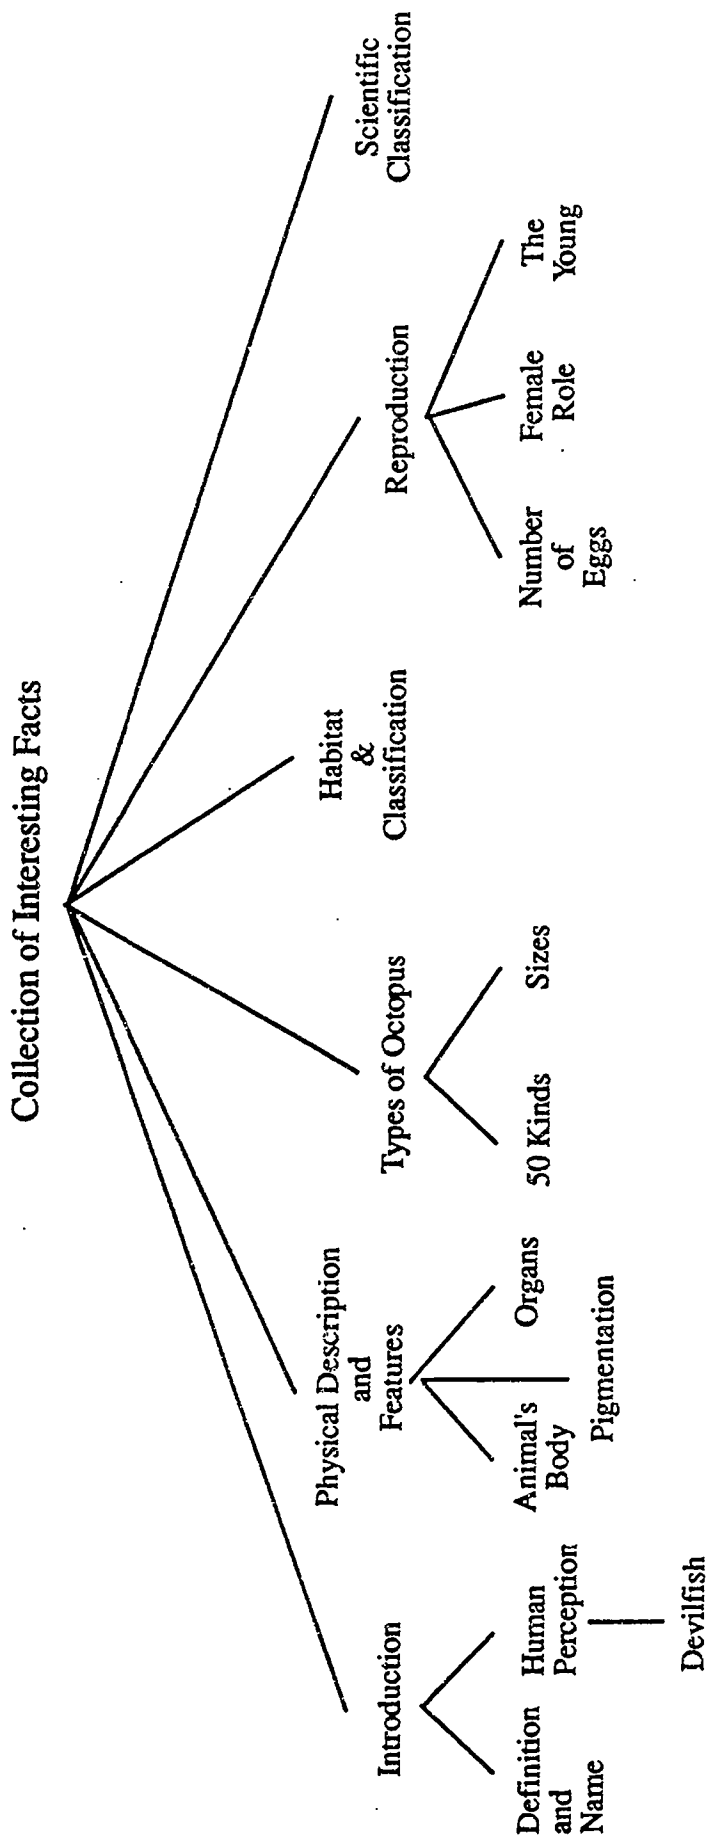 Collection of Interesting Facts
Introduction
Definition
and
Name
Human
Perception
Devilfish
Physical Description
and
Features
Animal's
Body
Pigmentation
Organs
Types of Octopus
50 Kinds
Sizes
Habitat
&
Classification
Reproduction
Number
of
Eggs
Female
Role
The
Young
Scientific
Classification